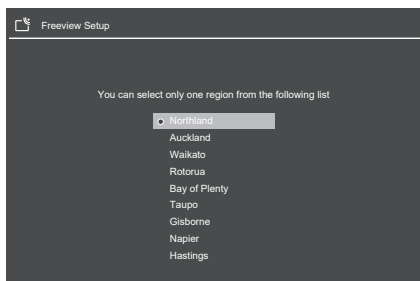 Freeview Setup
You can select only one region from the following list
Northland
Auckland
Waikato
Rotorua
Bay of Plenty
Taupo
Gisborne
Napier
Hastings